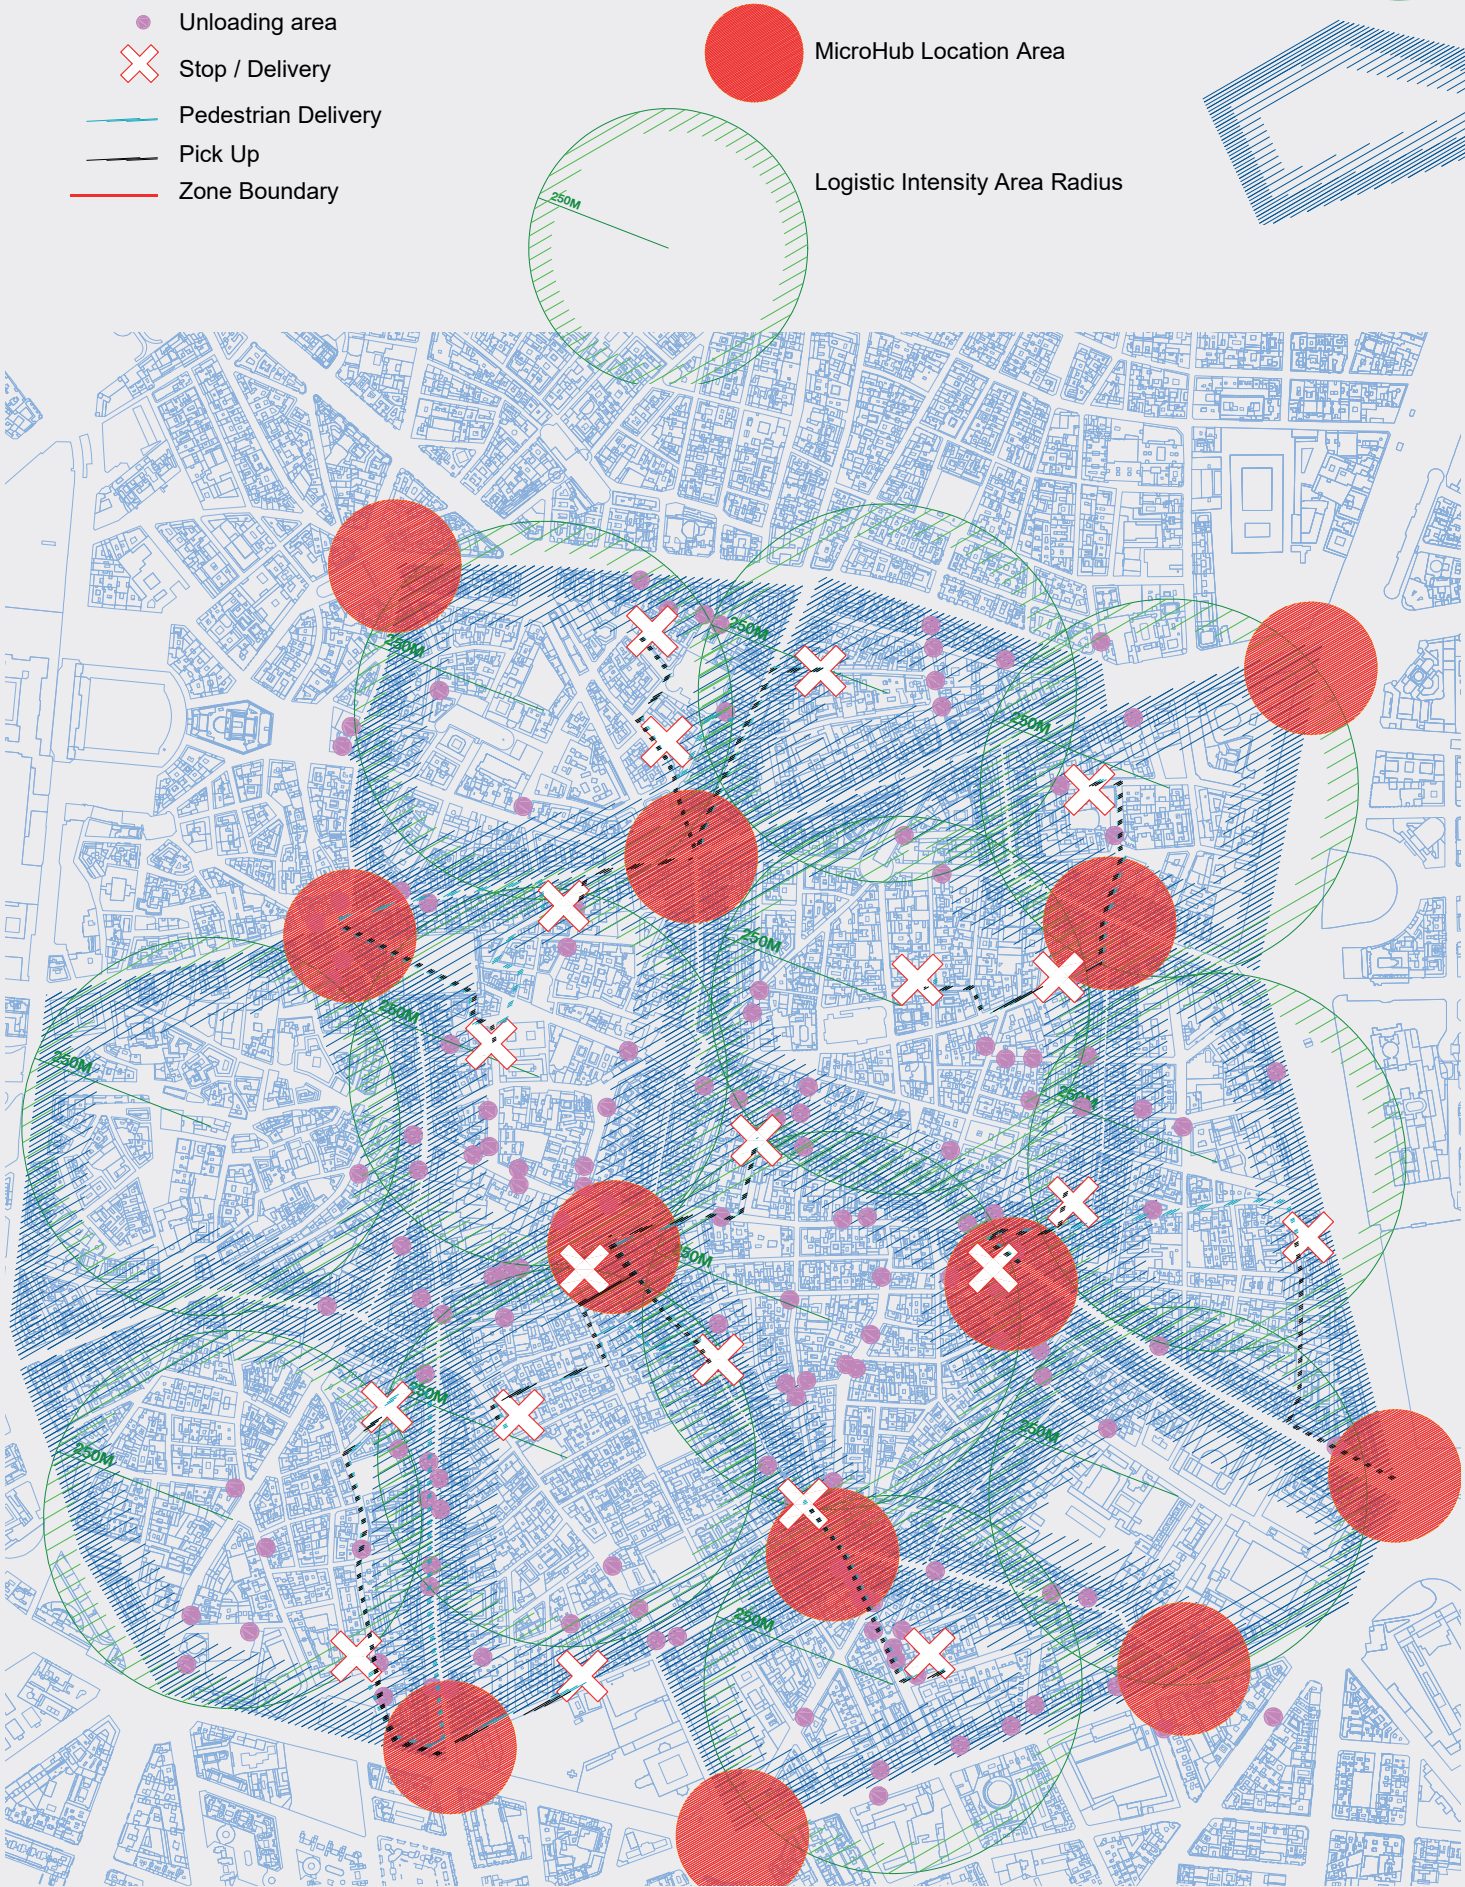 Unloading area
Stop / Delivery
Pedestrian Delivery
Pick Up
Zone Boundary
MicroHub Location Area
250M
Logistic Intensity Area Radius
250M
250M
250M
250M
250M
250M
250M
250M
250M
250M
250M
250M